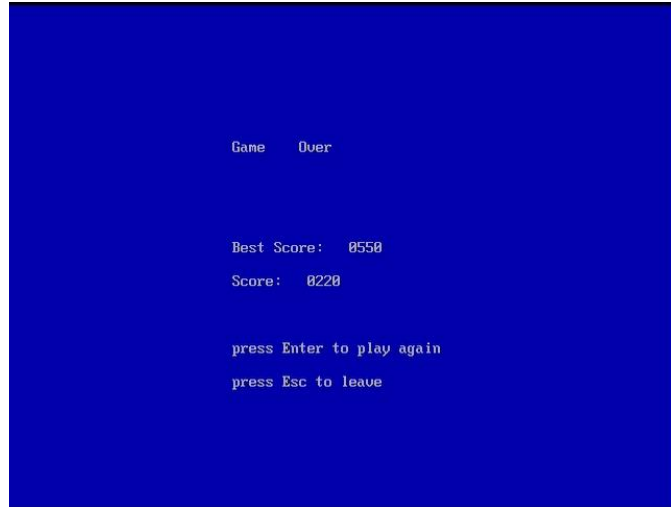 Game    Over
Best Score:   0550
Score:   0220
press Enter to play again
press Esc to leave